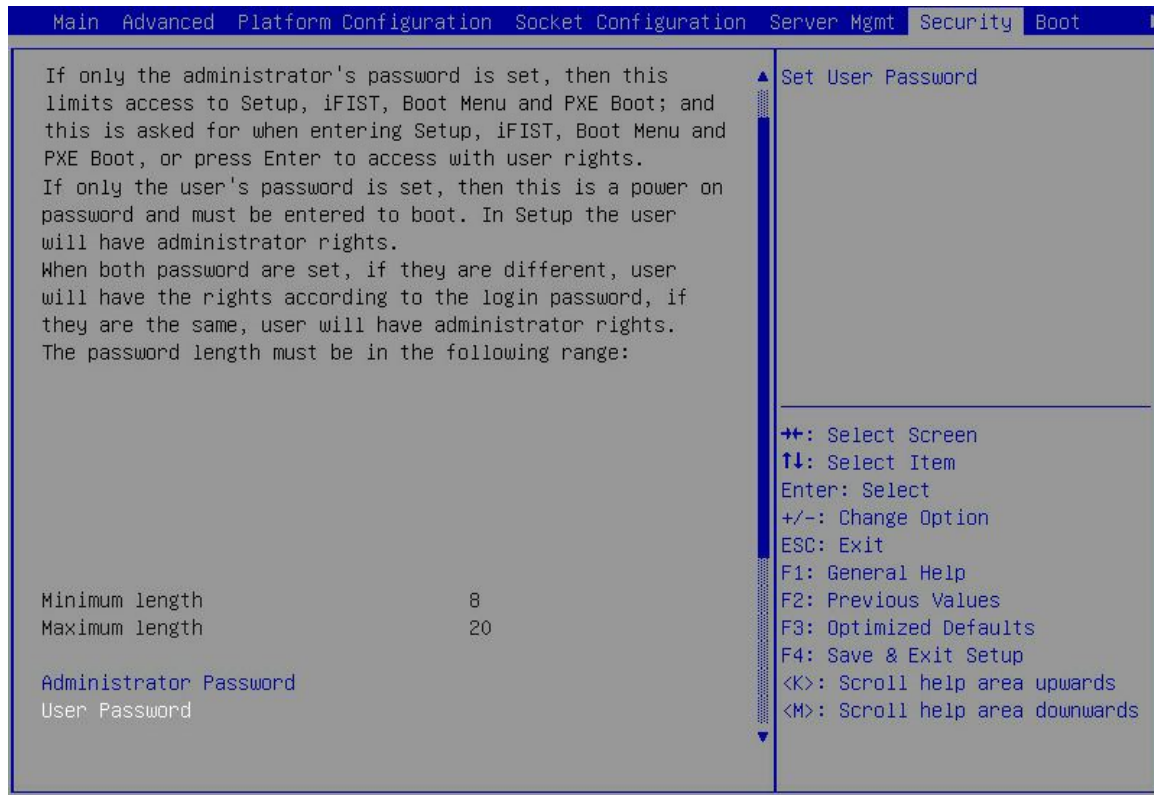 Main Advanced Platform Configuration Socket Configuration Server Mgmt Security Boot
If only the administrator's password is set, then this
limits access to Setup, iFIST, Boot Menu and PXE Boot; and
this is asked for when entering Setup, iFIST, Boot Menu and
PXE Boot, or press Enter to access with user rights.
If only the user's password is set, then this is a power on
password and must be entered to boot. In Setup the user
will have administrator rights.
When both password are set, if they are different, user
will have the rights according to the login password, if
they are the same, user will have administrator rights.
The password length must be in the following range:
Minimum length 8
Maximum length 20
Administrator Password
User Password
Set User Password
→←: Select Screen
↑↓: Select Item
Enter: Select
+/-: Change Option
ESC: Exit
F1: General Help
F2: Previous Values
F3: Optimized Defaults
F4: Save & Exit Setup
<K>: Scroll help area upwards
<M>: Scroll help area downwards